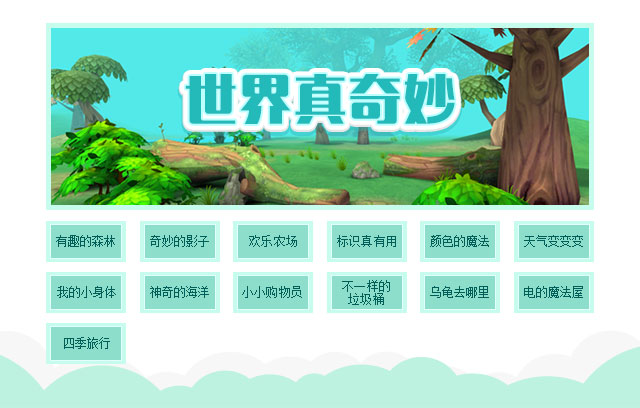 世界真奇妙
有趣的森林
奇妙的影子
欢乐农场
标识真有用
颜色的魔法
天气变变变
我的小身体
神奇的海洋
小小购物员
不一样的
垃圾桶
乌龟去哪里
电的魔法屋
四季旅行